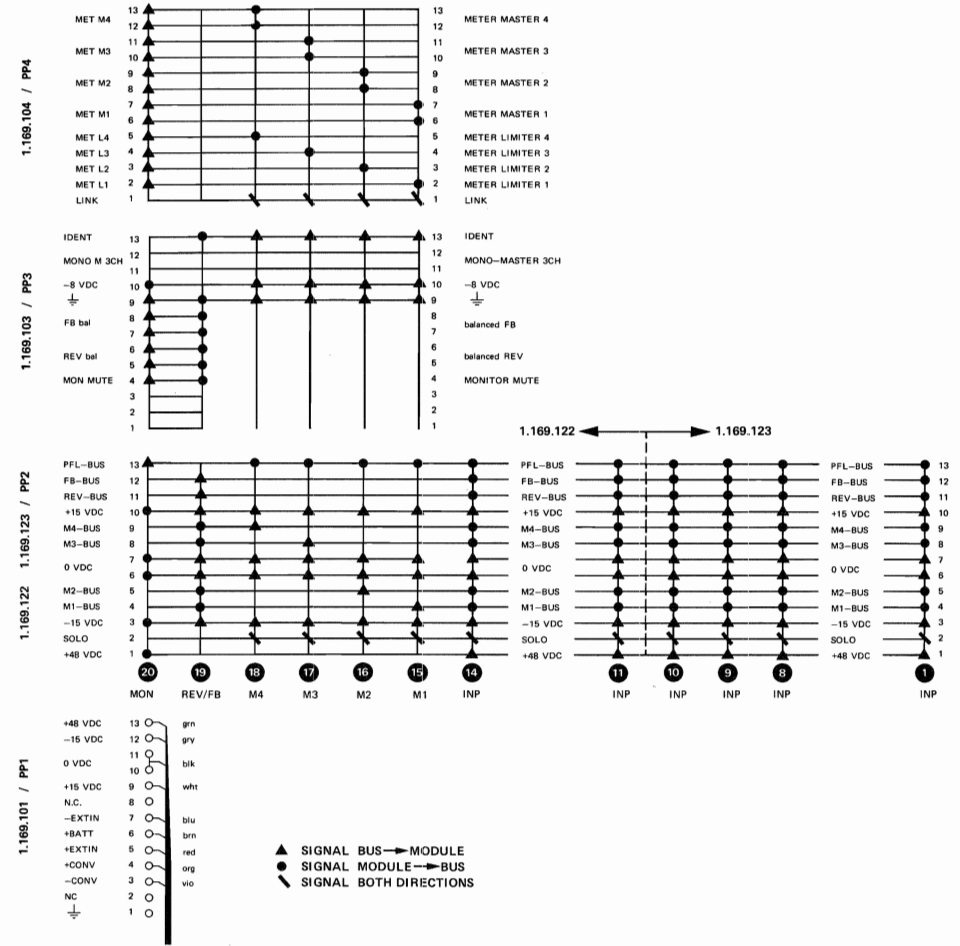 1.169.104 / PP4
MET M4 13 13 METER MASTER 4
12 12
MET M3 11 11 METER MASTER 3
10 10
MET M2 9 9 METER MASTER 2
8 8
MET M1 7 7 METER MASTER 1
6 6
MET L4 5 5 METER LIMITER 4
MET L3 4 4 METER LIMITER 3
MET L2 3 3 METER LIMITER 2
MET L1 2 2 METER LIMITER 1
LINK 1 1 LINK
1.169.103 / PP3
IDENT 13 13 IDENT
MONO M 3CH 12 12 MONO-MASTER 3CH
11 11
-8 VDC 10 10 -8 VDC
9 9
FB bal 8 8 balanced FB
7 7
REV bal 6 6 balanced REV
5 5
MON MUTE 4 4 MONITOR MUTE
3 3
2 2
1 1
1.169.122 1.169.123
1.169.122 1.169.123 / PP2
PFL-BUS 13 PFL-BUS PFL-BUS 13
FB-BUS 12 FB-BUS FB-BUS 12
REV-BUS 11 REV-BUS REV-BUS 11
+15 VDC 10 +15 VDC +15 VDC 10
M4-BUS 9 M4-BUS M4-BUS 9
M3-BUS 8 M3-BUS M3-BUS 8
0 VDC 7 0 VDC 0 VDC 7
6 6
M2-BUS 5 M2-BUS M2-BUS 5
M1-BUS 4 M1-BUS M1-BUS 4
-15 VDC 3 -15 VDC -15 VDC 3
SOLO 2 SOLO SOLO 2
+48 VDC 1 +48 VDC +48 VDC 1
20 19 18 17 16 15 14 11 10 9 8 1
MON REV/FB M4 M3 M2 M1 INP INP INP INP INP INP
1.169.101 / PP1
+48 VDC 13 grn
-15 VDC 12 gry
0 VDC 11 blk
10
+15 VDC 9 wht
N.C. 8
-EXTIN 7 blu
+BATT 6 brn
+EXTIN 5 red
+CONV 4 org
-CONV 3 vio
NC 2
1
SIGNAL BUS MODULE
SIGNAL MODULE BUS
SIGNAL BOTH DIRECTIONS